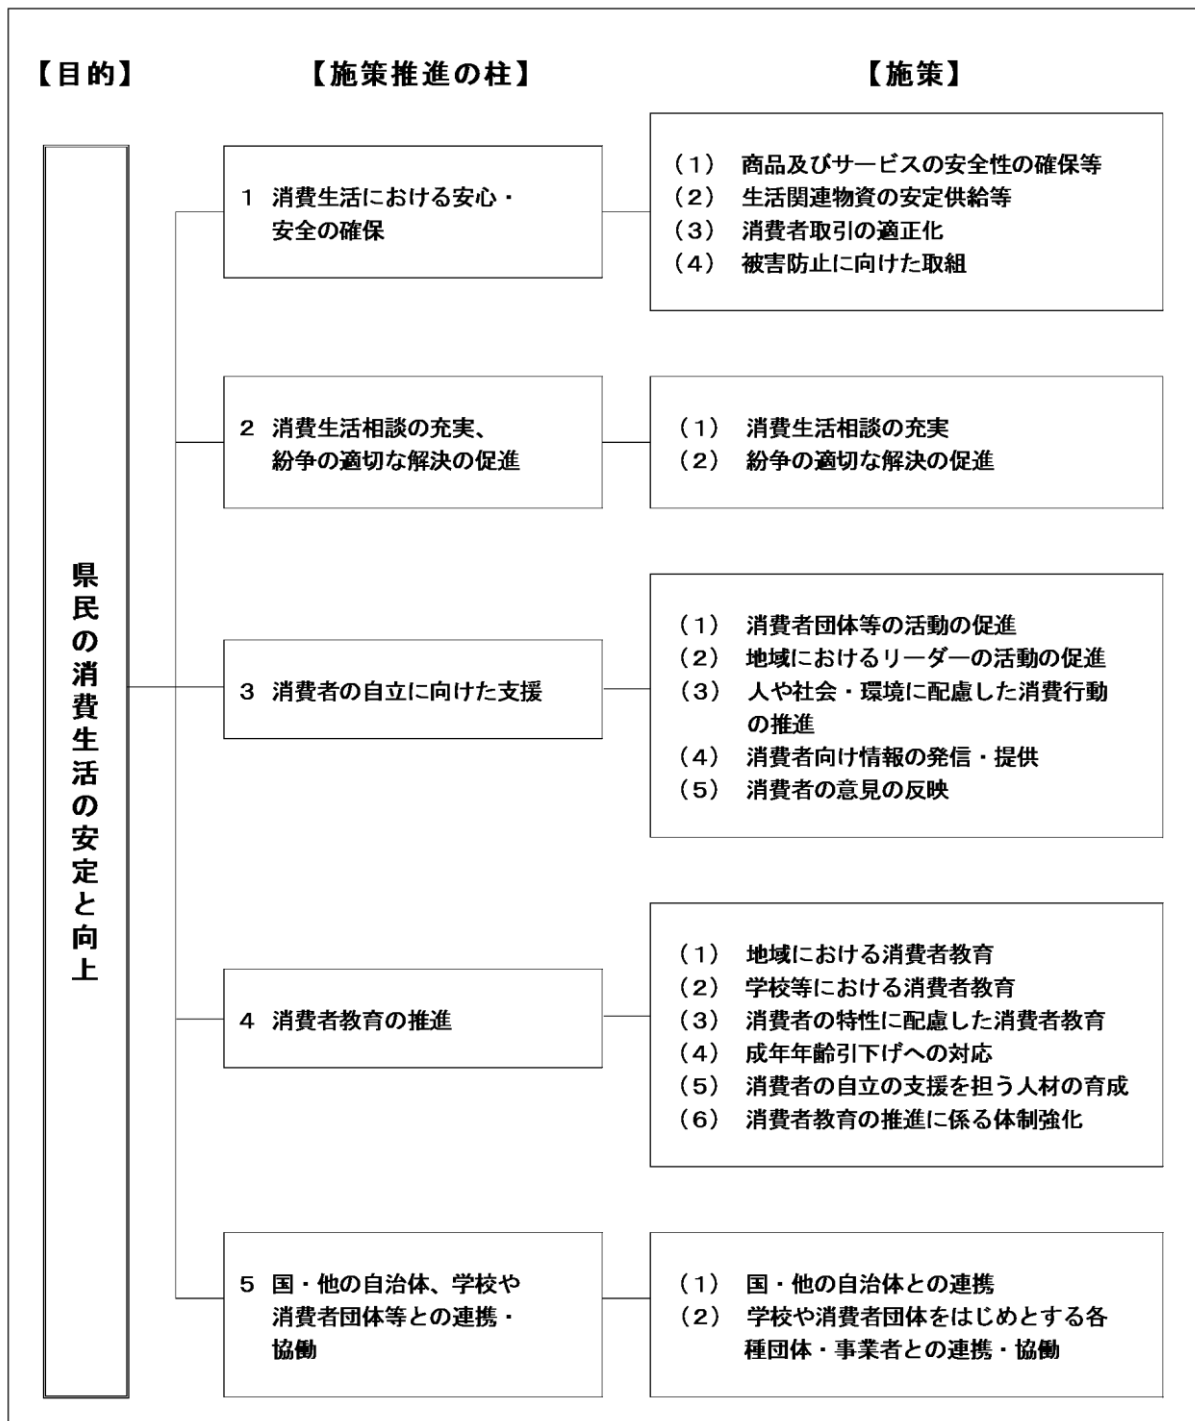 【目的】
【施策推進の柱】
【施策】
県民の消費生活の安定と向上
1 消費生活における安心・
安全の確保
(1) 商品及びサービスの安全性の確保等
(2) 生活関連物資の安定供給等
(3) 消費者取引の適正化
(4) 被害防止に向けた取組
2 消費生活相談の充実、
紛争の適切な解決の促進
(1) 消費生活相談の充実
(2) 紛争の適切な解決の促進
3 消費者の自立に向けた支援
(1) 消費者団体等の活動の促進
(2) 地域におけるリーダーの活動の促進
(3) 人や社会・環境に配慮した消費行動
の推進
(4) 消費者向け情報の発信・提供
(5) 消費者の意見の反映
4 消費者教育の推進
(1) 地域における消費者教育
(2) 学校等における消費者教育
(3) 消費者の特性に配慮した消費者教育
(4) 成年年齢引下げへの対応
(5) 消費者の自立の支援を担う人材の育成
(6) 消費者教育の推進に係る体制強化
5 国・他の自治体、学校や
消費者団体等との連携・
協働
(1) 国・他の自治体との連携
(2) 学校や消費者団体をはじめとする各
種団体・事業者との連携・協働